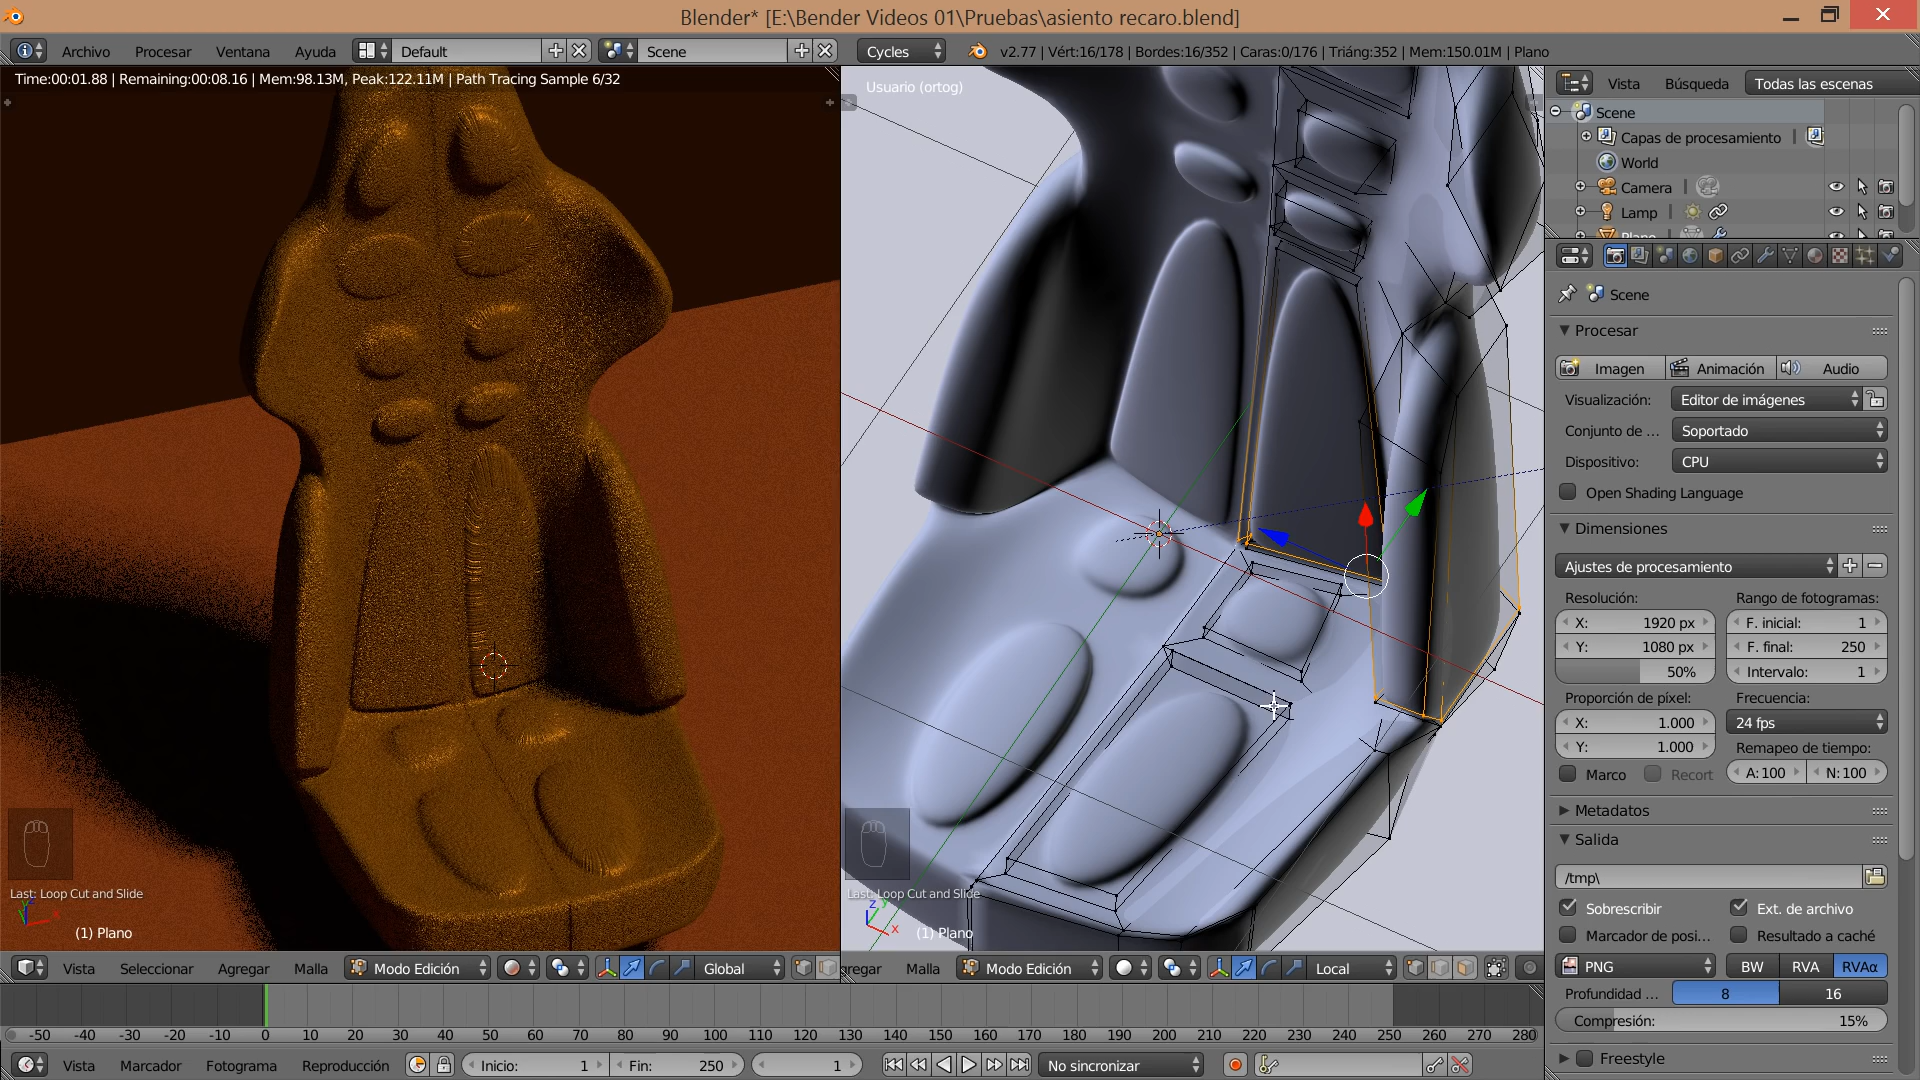 Blender* [E:\Bender Videos 01\Pruebas\asiento recaro.blend]
Archivo Procesar Ventana Ayuda Default Scene Cycles v2.77 | Vért:16/178 | Bordes:16/352 | Caras:0/176 | Triáng:352 | Mem:150.01M | Plano
Time:00:01.88 | Remaining:00:08.16 | Mem:98.13M, Peak:122.11M | Path Tracing Sample 6/32
Usuario (ortog)
Vista Búsqueda Todas las escenas
Scene
Capas de procesamiento
World
Camera
Lamp
Plano
Scene
Procesar
Imagen Animación Audio
Visualización: Editor de imágenes
Conjunto de ... Soportado
Dispositivo: CPU
Open Shading Language
Dimensiones
Ajustes de procesamiento
Resolución: Rango de fotogramas:
X: 1920 px F. inicial: 1
Y: 1080 px F. final: 250
50% Intervalo: 1
Proporción de píxel: Frecuencia:
X: 1.000 24 fps
Y: 1.000 Remapeo de tiempo:
Marco Recort A:100 N:100
Metadatos
Salida
/tmp\
Sobrescribir Ext. de archivo
Marcador de posi... Resultado a caché
PNG BW RVA RVAα
Profundidad ... 8 16
Compresión: 15%
Freestyle
Last: Loop Cut and Slide
(1) Plano
Last: Loop Cut and Slide
z y x
(1) Plano
Vista Seleccionar Agregar Malla Modo Edición Global
gregar Malla Modo Edición Local
-50 -40 -30 -20 -10 0 10 20 30 40 50 60 70 80 90 100 110 120 130 140 150 160 170 180 190 200 210 220 230 240 250 260 270 280
Vista Marcador Fotograma Reproducción Inicio: 1 Fin: 250 1 No sincronizar